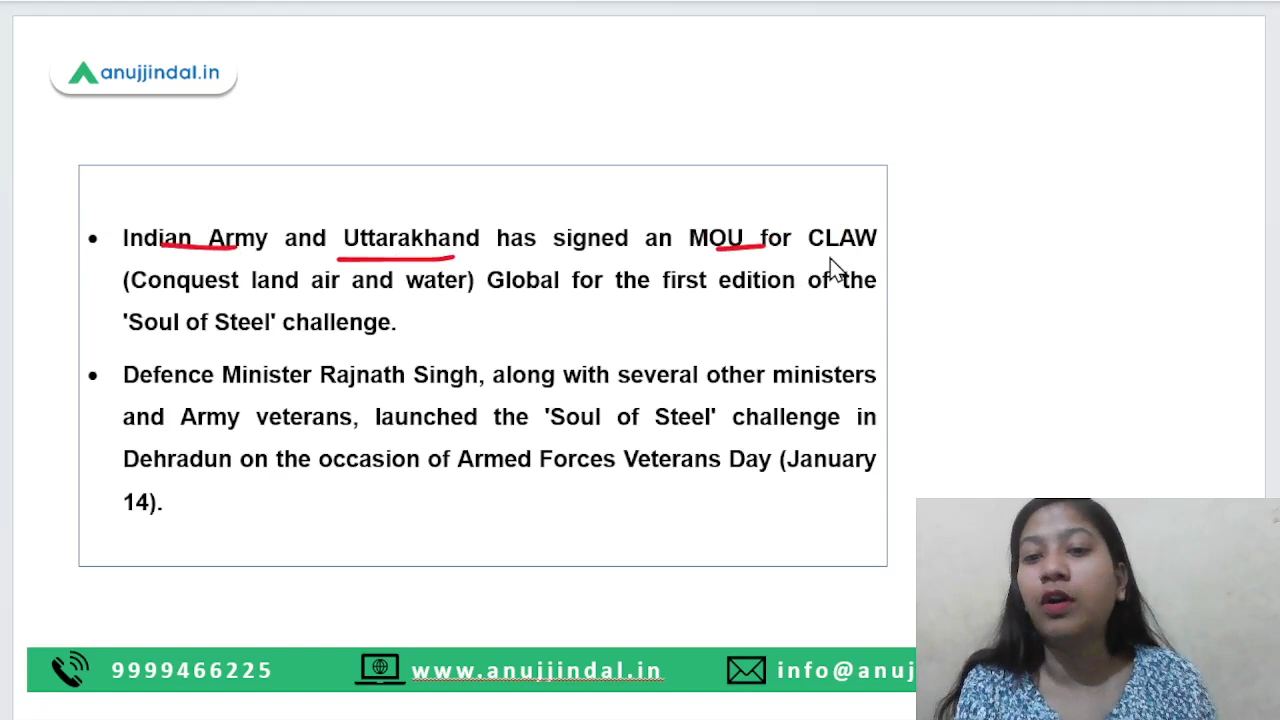 anujjindal.in
• Indian Army and Uttarakhand has signed an MOU for CLAW
(Conquest land air and water) Global for the first edition of the
'Soul of Steel' challenge.
• Defence Minister Rajnath Singh, along with several other ministers
and Army veterans, launched the 'Soul of Steel' challenge in
Dehradun on the occasion of Armed Forces Veterans Day (January
14).
9999466225 www.anujjindal.in info@anuj